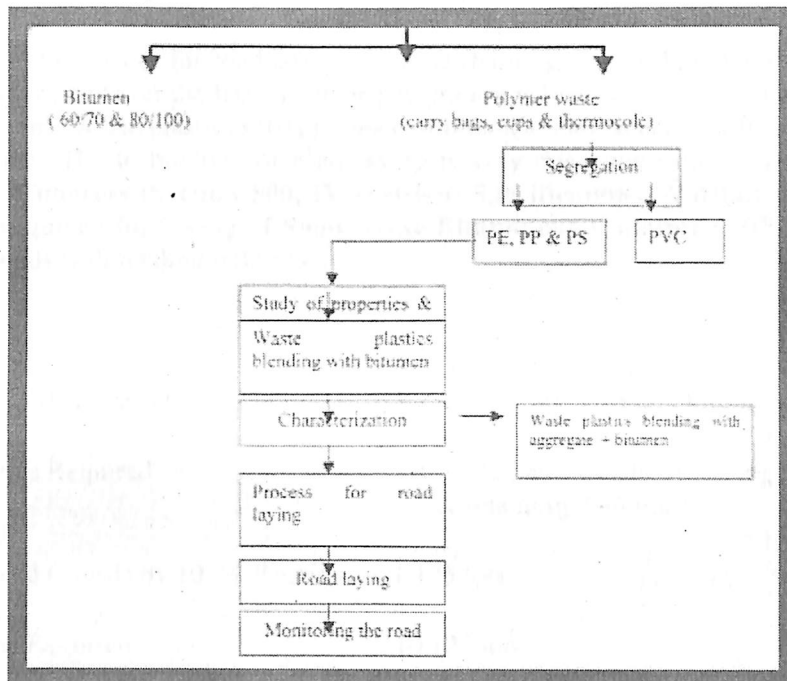 Bitumen
( 60/70 & 80/100)
Polymer waste
(carry bags, cups & thermocole)
Segregation
PE, PP & PS
PVC
Study of properties &
Waste plastics
blending with bitumen
Characterization
Waste plastics blending with
aggregate + bitumen
Process for road
laying
Road laying
Monitoring the road